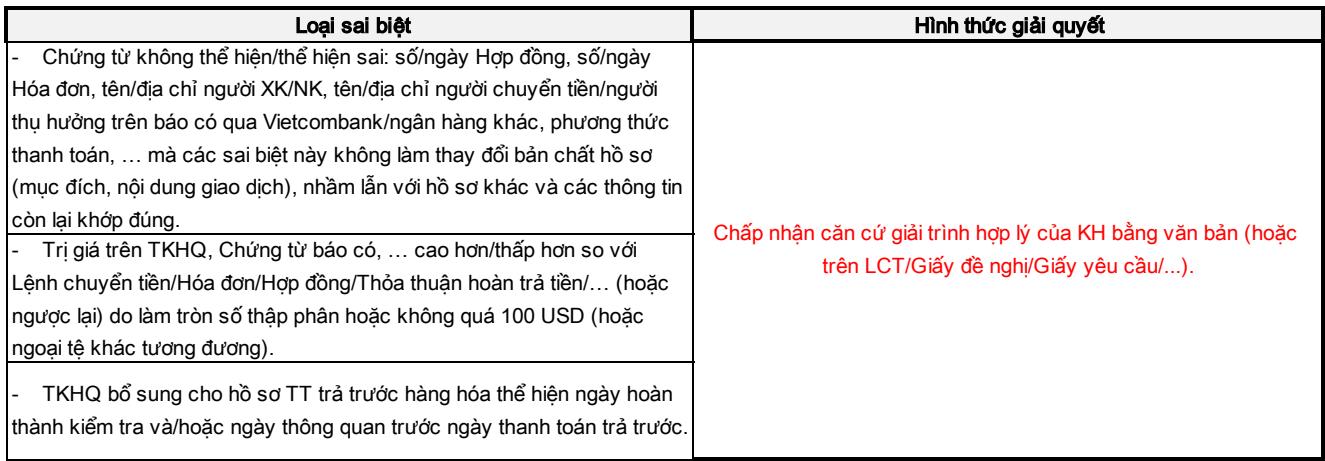 Loại sai biệt
Hình thức giải quyết
- Chứng từ không thể hiện/thể hiện sai: số/ngày Hợp đồng, số/ngày
Hóa đơn, tên/địa chỉ người XK/NK, tên/địa chỉ người chuyển tiền/người
thụ hưởng trên báo có qua Vietcombank/ngân hàng khác, phương thức
thanh toán, … mà các sai biệt này không làm thay đổi bản chất hồ sơ
(mục đích, nội dung giao dịch), nhầm lẫn với hồ sơ khác và các thông tin
còn lại khớp đúng.
- Trị giá trên TKHQ, Chứng từ báo có, … cao hơn/thấp hơn so với
Lệnh chuyển tiền/Hóa đơn/Hợp đồng/Thỏa thuận hoàn trả tiền/… (hoặc
ngược lại) do làm tròn số thập phân hoặc không quá 100 USD (hoặc
ngoại tệ khác tương đương).
- TKHQ bổ sung cho hồ sơ TT trả trước hàng hóa thể hiện ngày hoàn
thành kiểm tra và/hoặc ngày thông quan trước ngày thanh toán trả trước.
Chấp nhận căn cứ giải trình hợp lý của KH bằng văn bản (hoặc
trên LCT/Giấy đề nghị/Giấy yêu cầu/...).